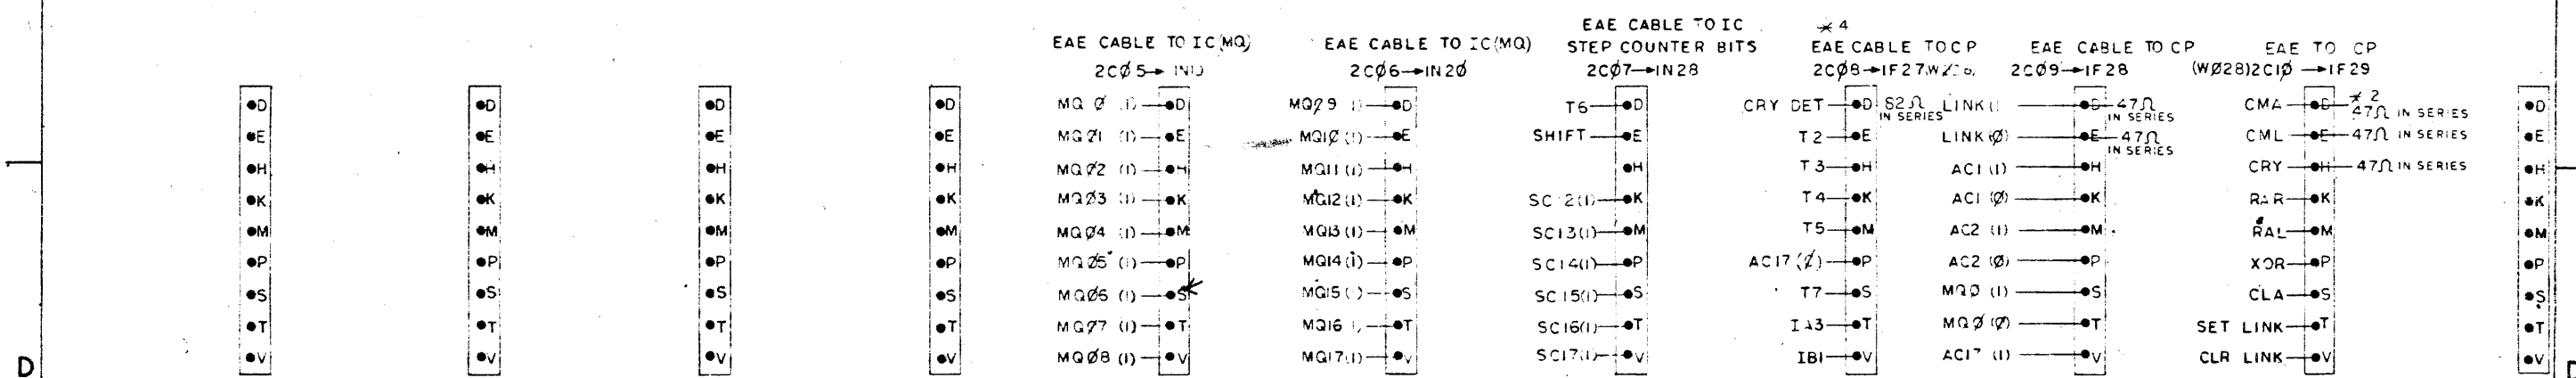 EAE CABLE TO IC(MQ)
2CØ5→
EAE CABLE TO IC(MQ)
2CØ6→IN2Ø
EAE CABLE TO IC
STEP COUNTER BITS
2CØ7→IN28
* 4
EAE CABLE TO CP
2CØ8→IF27,
EAE CABLE TO CP
2CØ9→IF28
EAE TO CP
(WØ28)2C1Ø→IF29
D D D D MQ Ø D MQØ9 D T6 D CRY DET D 82Ω IN SERIES LINK D 47Ω IN SERIES CMA D * 2 47Ω IN SERIES D
E E E E MQØ1 (1) E MQ1Ø (1) E SHIFT E T2 E LINK(Ø) E 47Ω IN SERIES CML E 47Ω IN SERIES E
H H H H MQØ2 (1) H MQ11 (1) H H T3 H AC1 (1) H CRY H 47Ω IN SERIES H
K K K K MQØ3 (1) K MQ12(1) K SC12(1) K T4 K AC1 (Ø) K RAR K K
M M M M MQØ4 (1) M MQ13(1) M SC13(1) M T5 M AC2 (1) M RAL M M
P P P P MQØ5 (1) P MQ14(1) P SC14(1) P AC17(Ø) P AC2 (Ø) P XOR P P
S S S S MQØ6 (1) S MQ15 S SC15(1) S T7 S MQØ (1) S CLA S S
T T T T MQØ7 (1) T MQ16 T SC16(1) T T MQØ (Ø) T SET LINK T T
V V V V MQØ8 (1) V MQ17(1) V SC17(1) V IB1 V AC17 (1) V CLR LINK V V
D